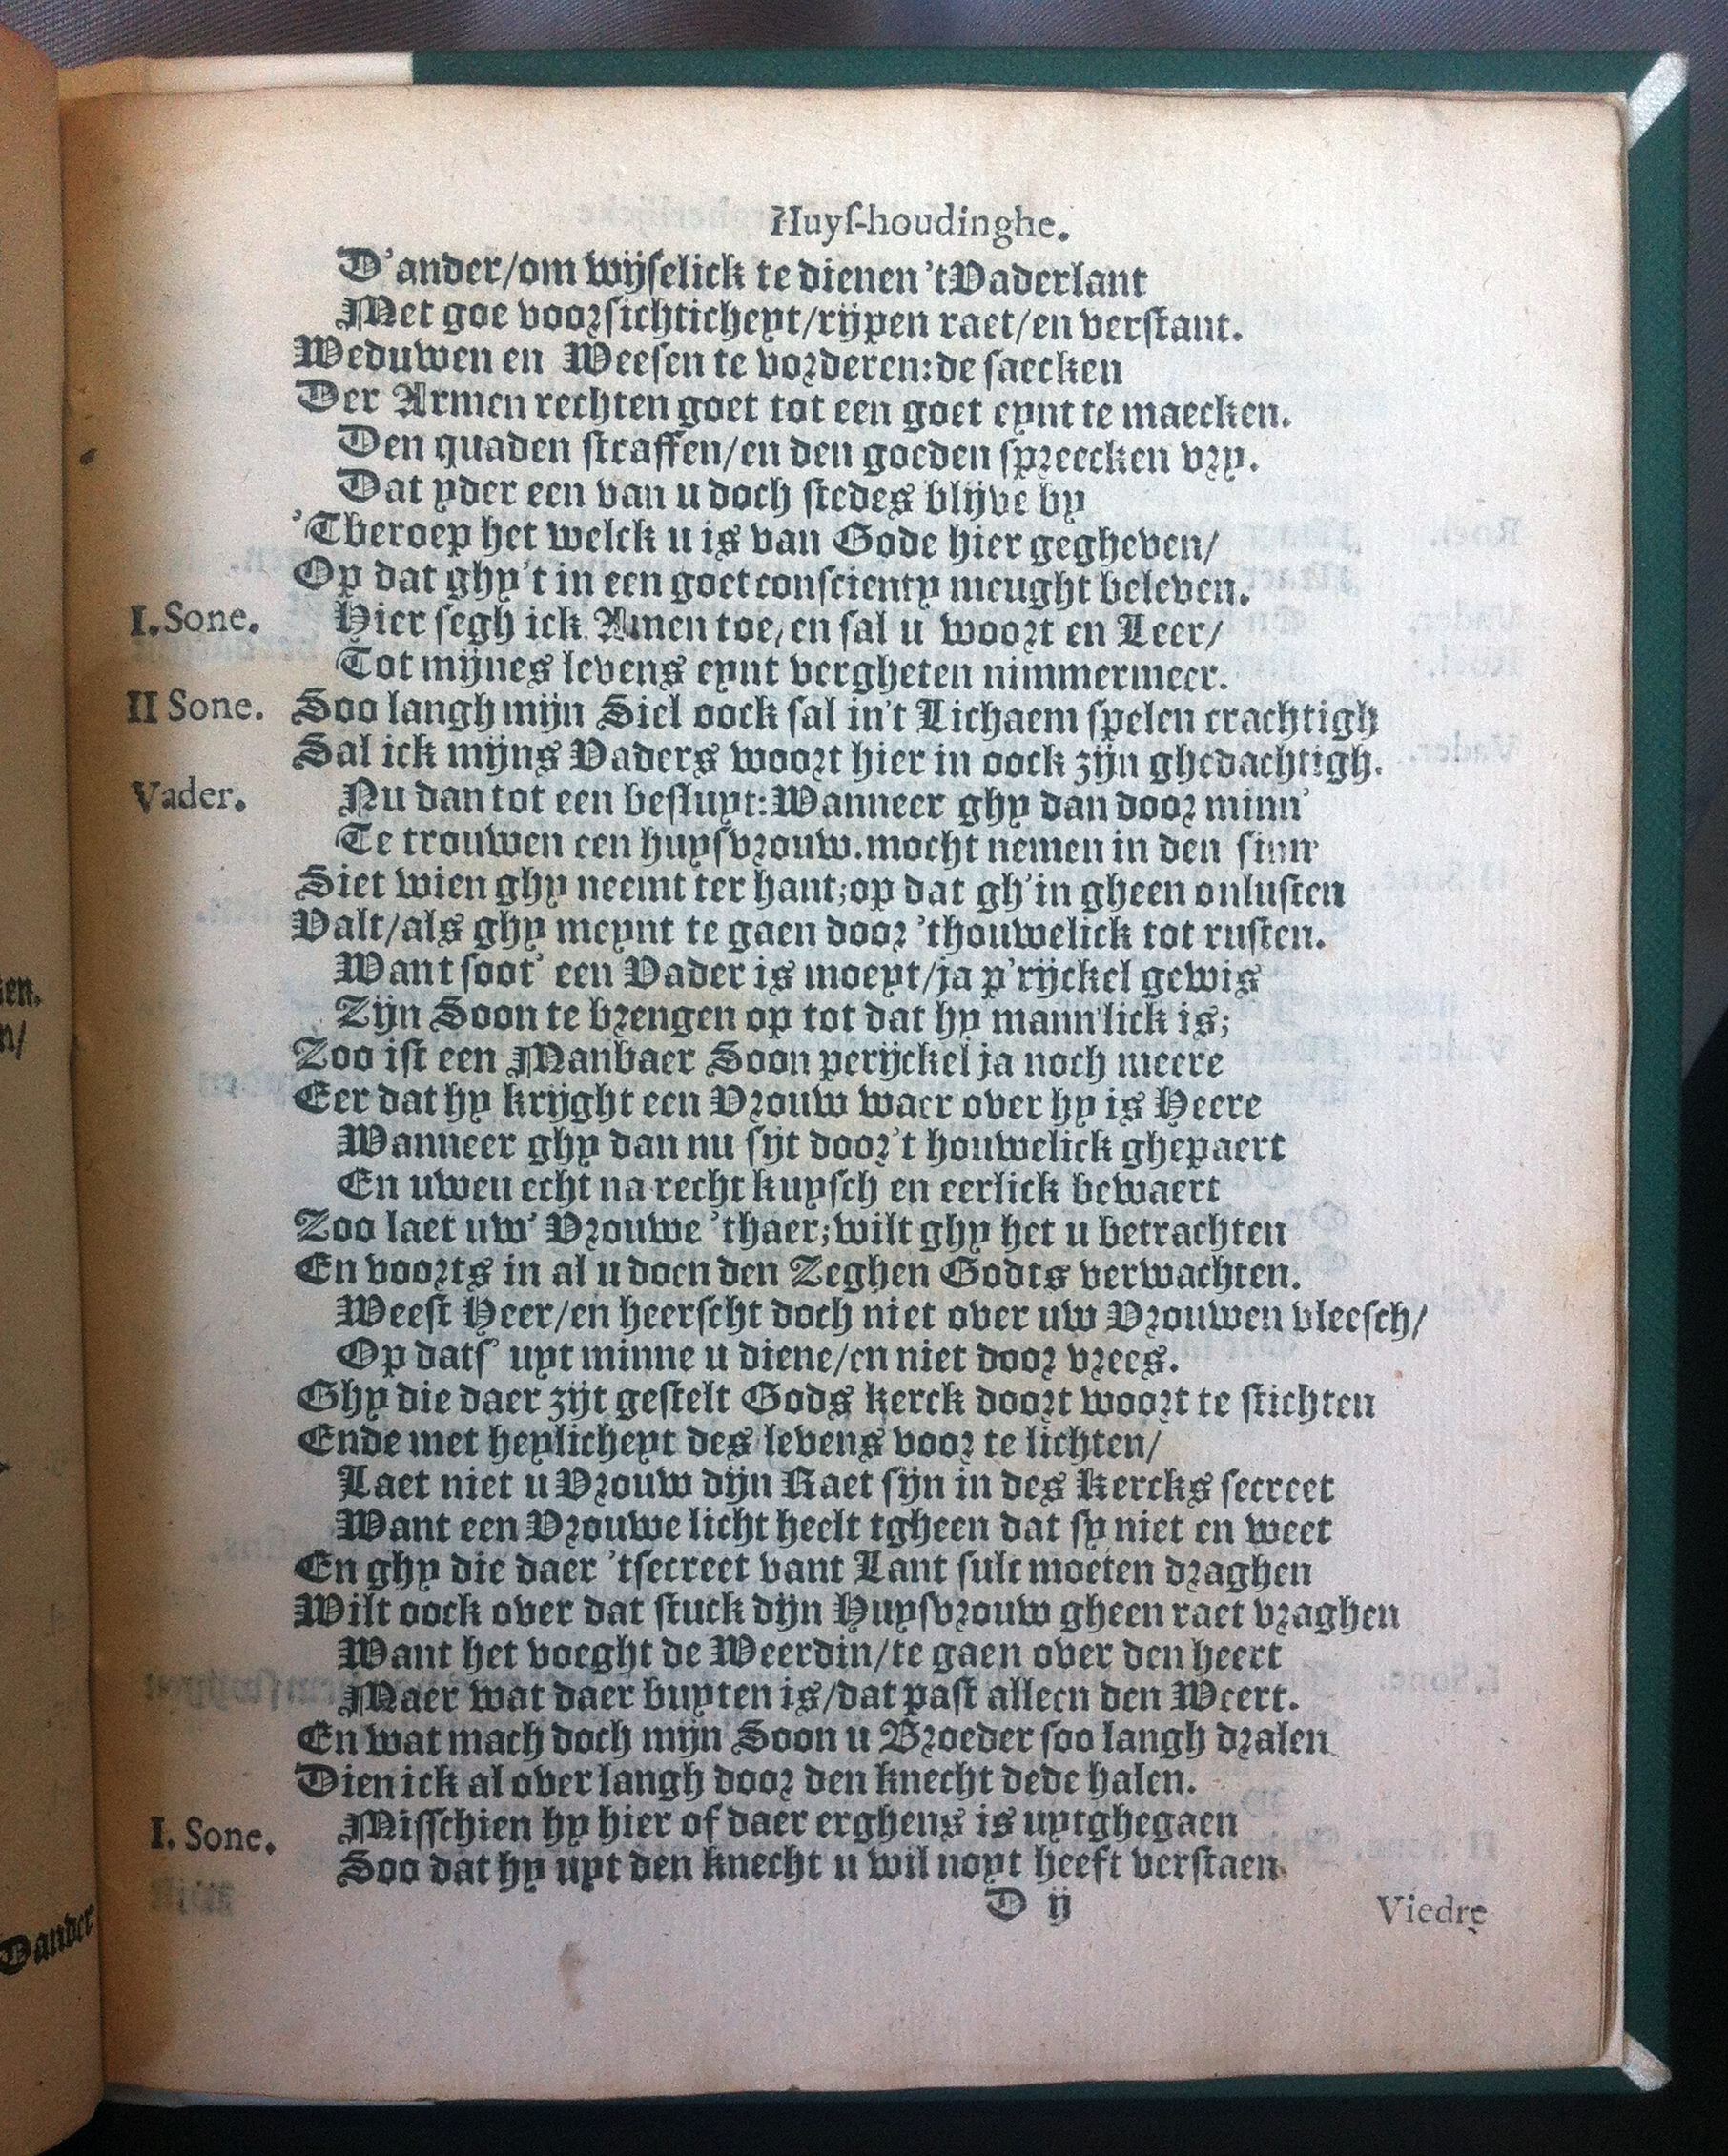 Huyſ-houdinghe.
D'ander/om wijſelick te dienen 'tVaderlant
Met goe voorſichticheyt/rijpen raet/en verſtant.
Weduwen en Weeſen te vorderen:de ſaecken
Der Armen rechten goet tot een goet eynt te maecken.
Den quaden ſtraffen/en den goeden ſpreecken vry.
Dat yder een van u doch ſtedes blijve by
'Tberoep het welck u is van Gode hier gegheven/
Op dat ghy't in een goet conſcienty meught beleven.
I. Sone. Hier ſegh ick Amen toe/en ſal u woort en Leer/
Tot mijnes levens eynt vergheten nimmermeer.
II Sone. Soo langh mijn Siel oock ſal in't Lichaem ſpelen crachtigh
Sal ick mijns Vaders woort hier in oock zijn ghedachtigh.
Vader. Nu dan tot een beſluyt:Wanneer ghy dan door minn'
Te trouwen een huyſvrouw.mocht nemen in den ſinn'
Siet wien ghy neemt ter hant;op dat gh'in gheen onluſten
Valt/als ghy meynt te gaen door 'thouwelick tot ruſten.
Want ſoot' een Vader is moeyt/ja p'rijckel gewis
Zijn Soon te brengen op tot dat hy mann'lick is;
Zoo iſt een Manbaer Soon perijckel ja noch meere
Eer dat hy krijght een Vrouw waer over hy is Heere
Wanneer ghy dan nu ſijt door't houwelick ghepaert
En uwen echt na recht kuyſch en eerlick bewaert
Zoo laet uw' Vrouwe 'thaer;wilt ghy het u betrachten
En voorts in al u doen den Zeghen Godts verwachten.
Weeſt Heer/en heerſcht doch niet over uw Vrouwen vleeſch/
Op datſ' uyt minne u diene/en niet door vrees.
Ghy die daer zijt geſtelt Gods kerck doort woort te ſtichten
Ende met heylicheyt des levens voor te lichten/
Laet niet u Vrouw dijn Raet ſijn in des Kercks ſecreet
Want een Vrouwe licht heelt tgheen dat ſy niet en weet
En ghy die daer 'tſecreet vant Lant ſult moeten draghen
Wilt oock over dat ſtuck dijn Huyſvrouw gheen raet vraghen
Want het voeght de Weerdin/te gaen over den heert
Maer wat daer buyten is/dat paſt alleen den Weert.
En wat mach doch mijn Soon u Broeder ſoo langh dralen
Dien ick al over langh door den knecht dede halen.
I. Sone. Miſſchien hy hier of daer erghens is uytghegaen
Soo dat hy uyt den knecht u wil noyt heeft verſtaen
D ij Viedre
en.
n/
Dander